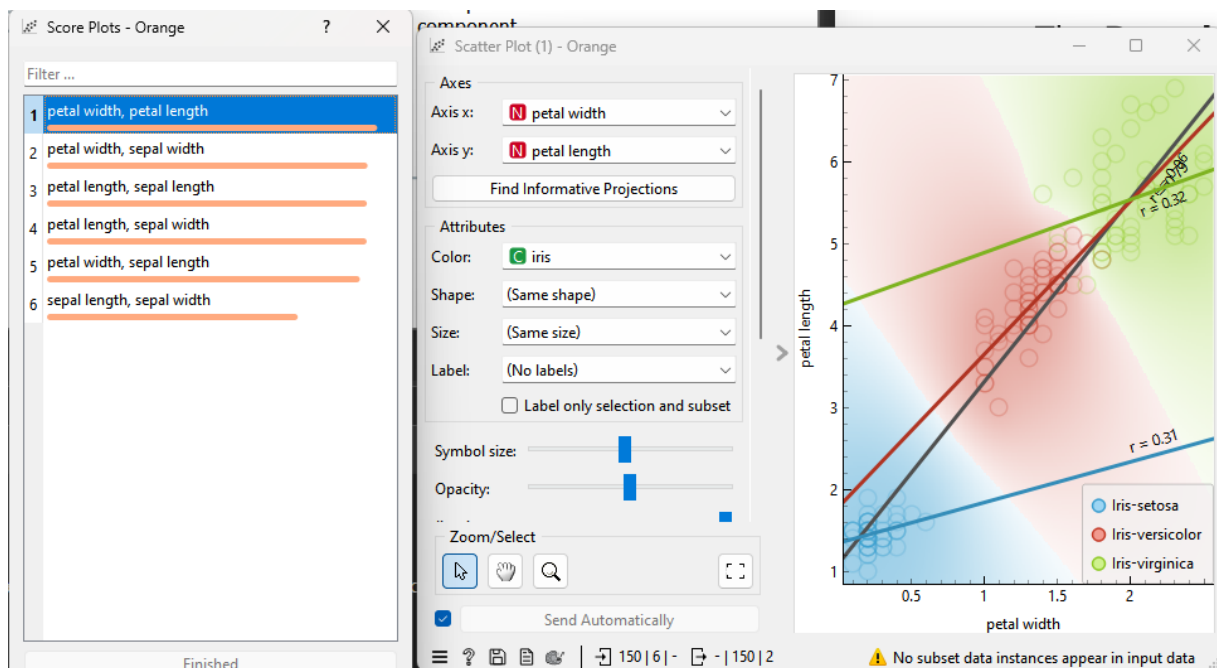 component
Score Plots - Orange
?
Filter ...
1 petal width, petal length
2 petal width, sepal width
3 petal length, sepal length
4 petal length, sepal width
5 petal width, sepal length
6 sepal length, sepal width
Finished
Scatter Plot (1) - Orange
Axes
Axis x: N petal width
Axis y: N petal length
Find Informative Projections
Attributes
Color: C iris
Shape: (Same shape)
Size: (Same size)
Label: (No labels)
Label only selection and subset
Symbol size:
Opacity:
Zoom/Select
Send Automatically
? 150 | 6 | - - | 150 | 2
7
6
5
4
3
2
1
petal length
r = 0.32
r = 0.31
Iris-setosa
Iris-versicolor
Iris-virginica
0.5 1 1.5 2
petal width
No subset data instances appear in input data